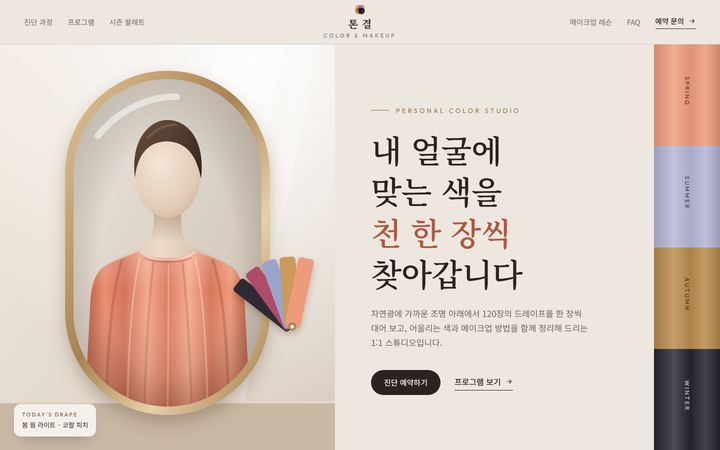 진단 과정
프로그램
시즌 팔레트
톤결
COLOR & MAKEUP
메이크업 레슨
FAQ
예약 문의 →
PERSONAL COLOR STUDIO
내 얼굴에
맞는 색을
천 한 장씩
찾아갑니다
자연광에 가까운 조명 아래에서 120장의 드레이프를 한 장씩
대어 보고, 어울리는 색과 메이크업 방법을 함께 정리해 드리는
1:1 스튜디오입니다.
진단 예약하기
프로그램 보기 →
TODAY'S DRAPE
봄 웜 라이트 · 코랄 피치
SPRING
SUMMER
AUTUMN
WINTER